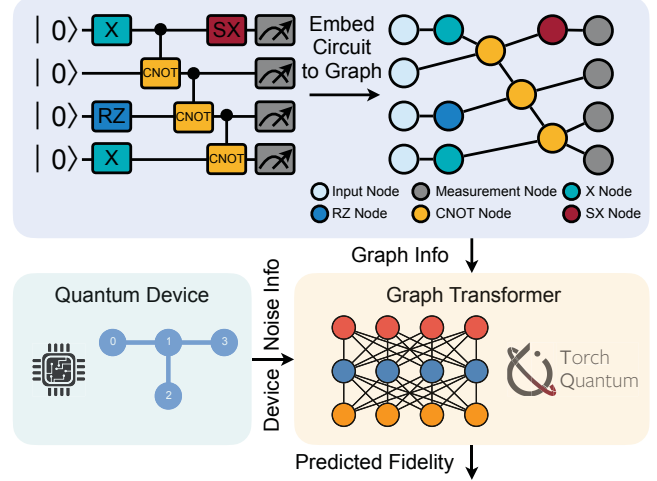 | 0⟩ X SX
| 0⟩ CNOT
| 0⟩ RZ CNOT
| 0⟩ X CNOT
Embed
Circuit
to Graph
Input Node Measurement Node X Node
RZ Node CNOT Node SX Node
Graph Info
Quantum Device
0 1 3
2
Device Noise Info
Graph Transformer
Torch
Quantum
Predicted Fidelity